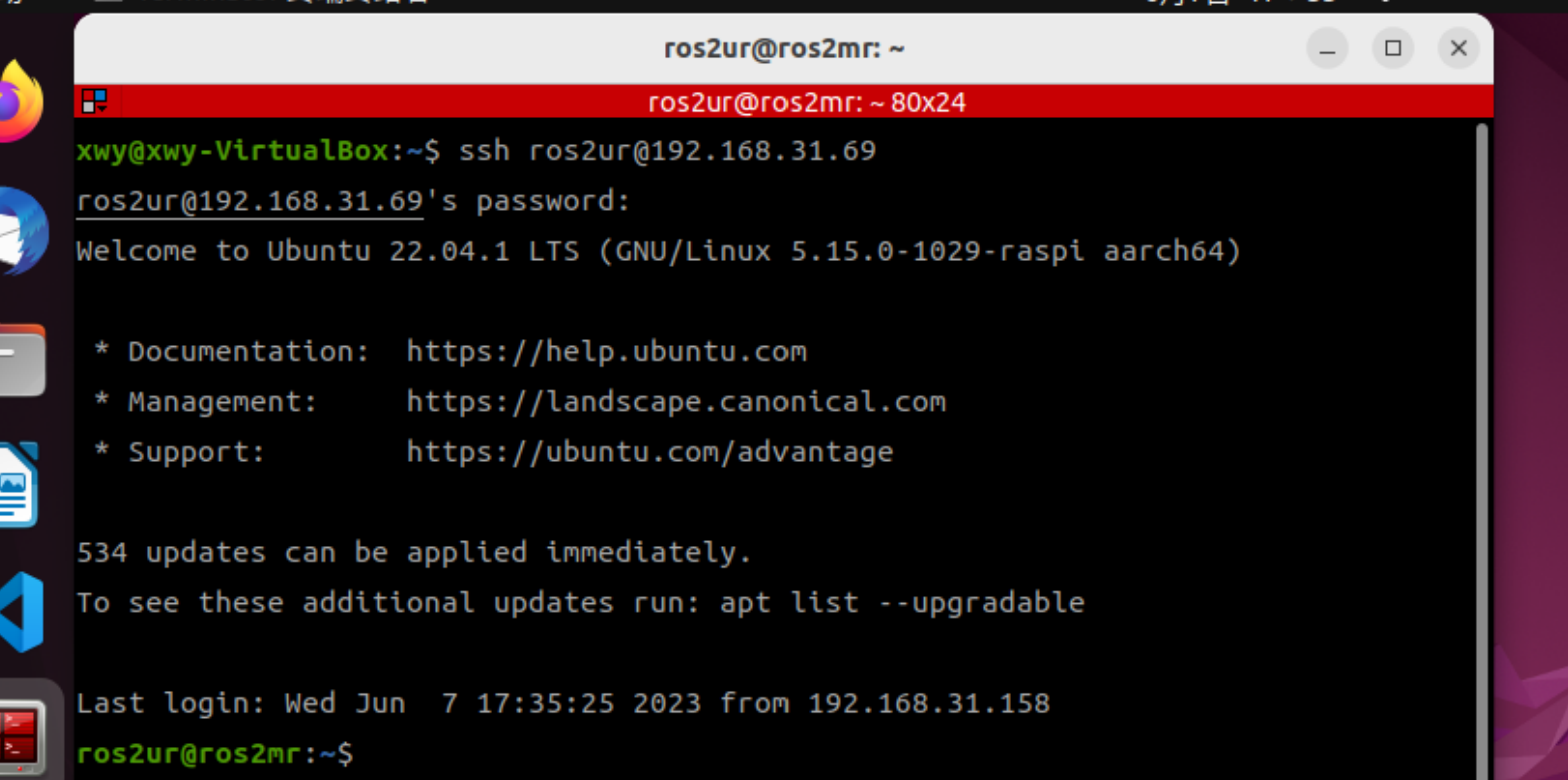 ros2ur@ros2mr: ~
ros2ur@ros2mr: ~ 80x24
xwy@xwy-VirtualBox:~$ ssh ros2ur@192.168.31.69
ros2ur@192.168.31.69's password:
Welcome to Ubuntu 22.04.1 LTS (GNU/Linux 5.15.0-1029-raspi aarch64)
* Documentation:  https://help.ubuntu.com
* Management:     https://landscape.canonical.com
* Support:        https://ubuntu.com/advantage
534 updates can be applied immediately.
To see these additional updates run: apt list --upgradable
Last login: Wed Jun  7 17:35:25 2023 from 192.168.31.158
ros2ur@ros2mr:~$